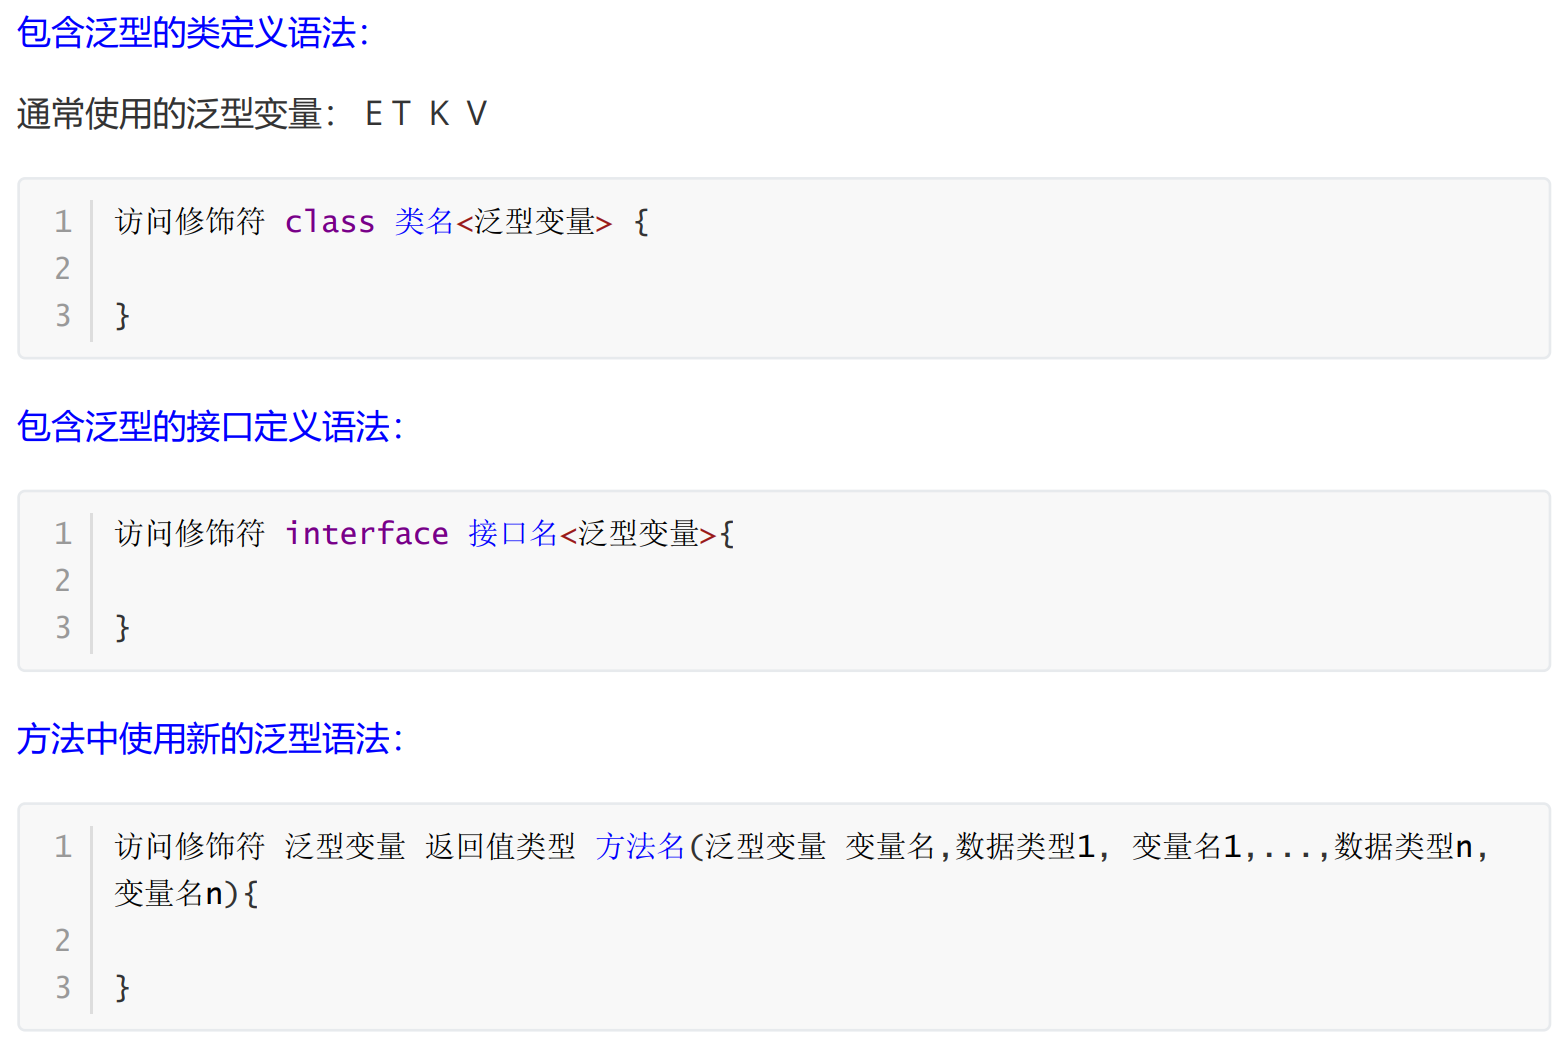 包含泛型的类定义语法：
通常使用的泛型变量： E T K V
1 访问修饰符 class 类名<泛型变量> {
2
3 }
包含泛型的接口定义语法：
1 访问修饰符 interface 接口名<泛型变量>{
2
3 }
方法中使用新的泛型语法：
1 访问修饰符 泛型变量 返回值类型 方法名(泛型变量 变量名,数据类型1, 变量名1,...,数据类型n,
变量名n){
2
3 }